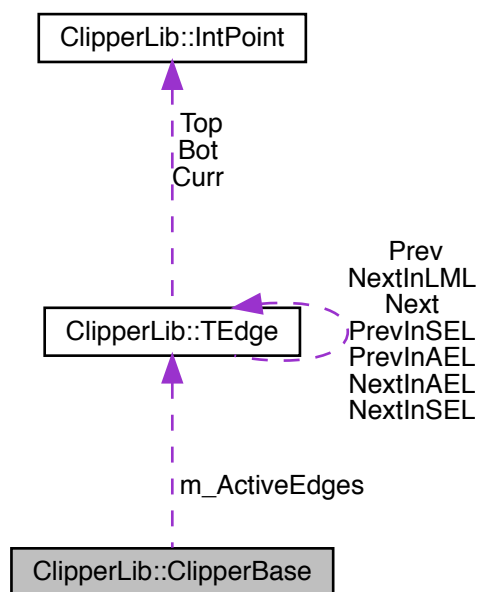 ClipperLib::IntPoint
Top
Bot
Curr
Prev
NextInLML
Next
PrevInSEL
PrevInAEL
NextInAEL
NextInSEL
ClipperLib::TEdge
m_ActiveEdges
ClipperLib::ClipperBase